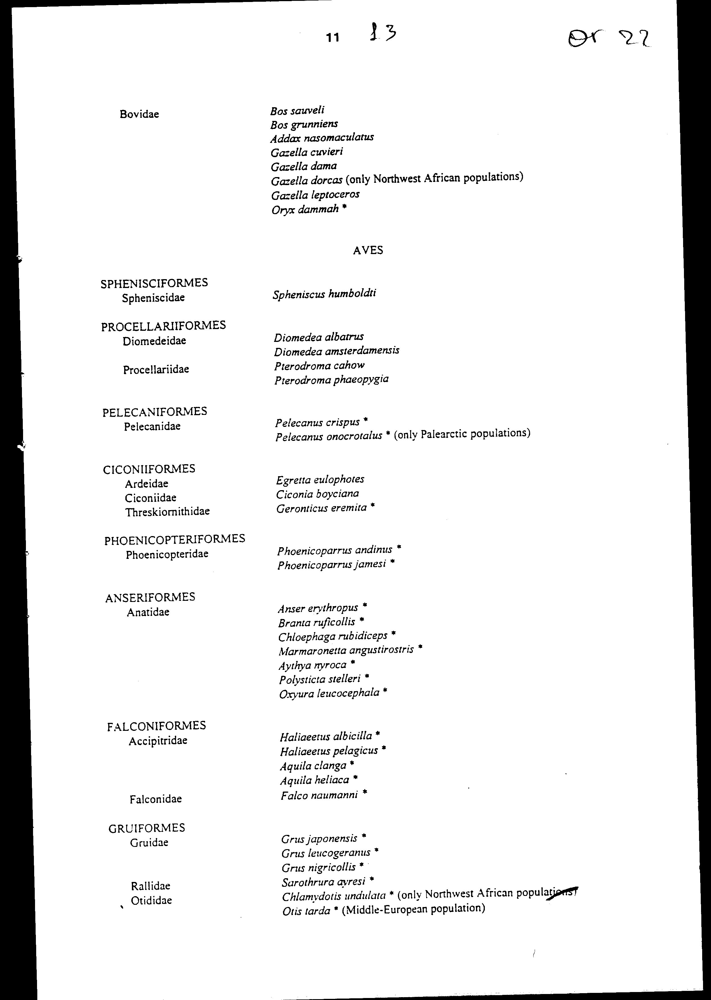 11 13 Or 22
Bovidae Bos sauveli
Bos grunniens
Addax nasomaculatus
Gazella cuvieri
Gazella dama
Gazella dorcas (only Northwest African populations)
Gazella leptoceros
Oryx dammah *
AVES
SPHENISCIFORMES
Spheniscidae Spheniscus humboldti
PROCELLARIIFORMES
Diomedeidae Diomedea albatrus
Diomedea amsterdamensis
Procellariidae Pterodroma cahow
Pterodroma phaeopygia
PELECANIFORMES
Pelecanidae Pelecanus crispus *
Pelecanus onocrotalus * (only Palearctic populations)
CICONIIFORMES
Ardeidae Egretta eulophotes
Ciconiidae Ciconia boyciana
Threskiornithidae Geronticus eremita *
PHOENICOPTERIFORMES
Phoenicopteridae Phoenicoparrus andinus *
Phoenicoparrus jamesi *
ANSERIFORMES
Anatidae Anser erythropus *
Branta ruficollis *
Chloephaga rubidiceps *
Marmaronetta angustirostris *
Aythya nyroca *
Polysticta stelleri *
Oxyura leucocephala *
FALCONIFORMES
Accipitridae Haliaeetus albicilla *
Haliaeetus pelagicus *
Aquila clanga *
Aquila heliaca *
Falconidae Falco naumanni *
GRUIFORMES
Gruidae Grus japonensis *
Grus leucogeranus *
Grus nigricollis *
Rallidae Sarothrura ayresi *
Otididae Chlamydotis undulata * (only Northwest African populations)
Otis tarda * (Middle-European population)